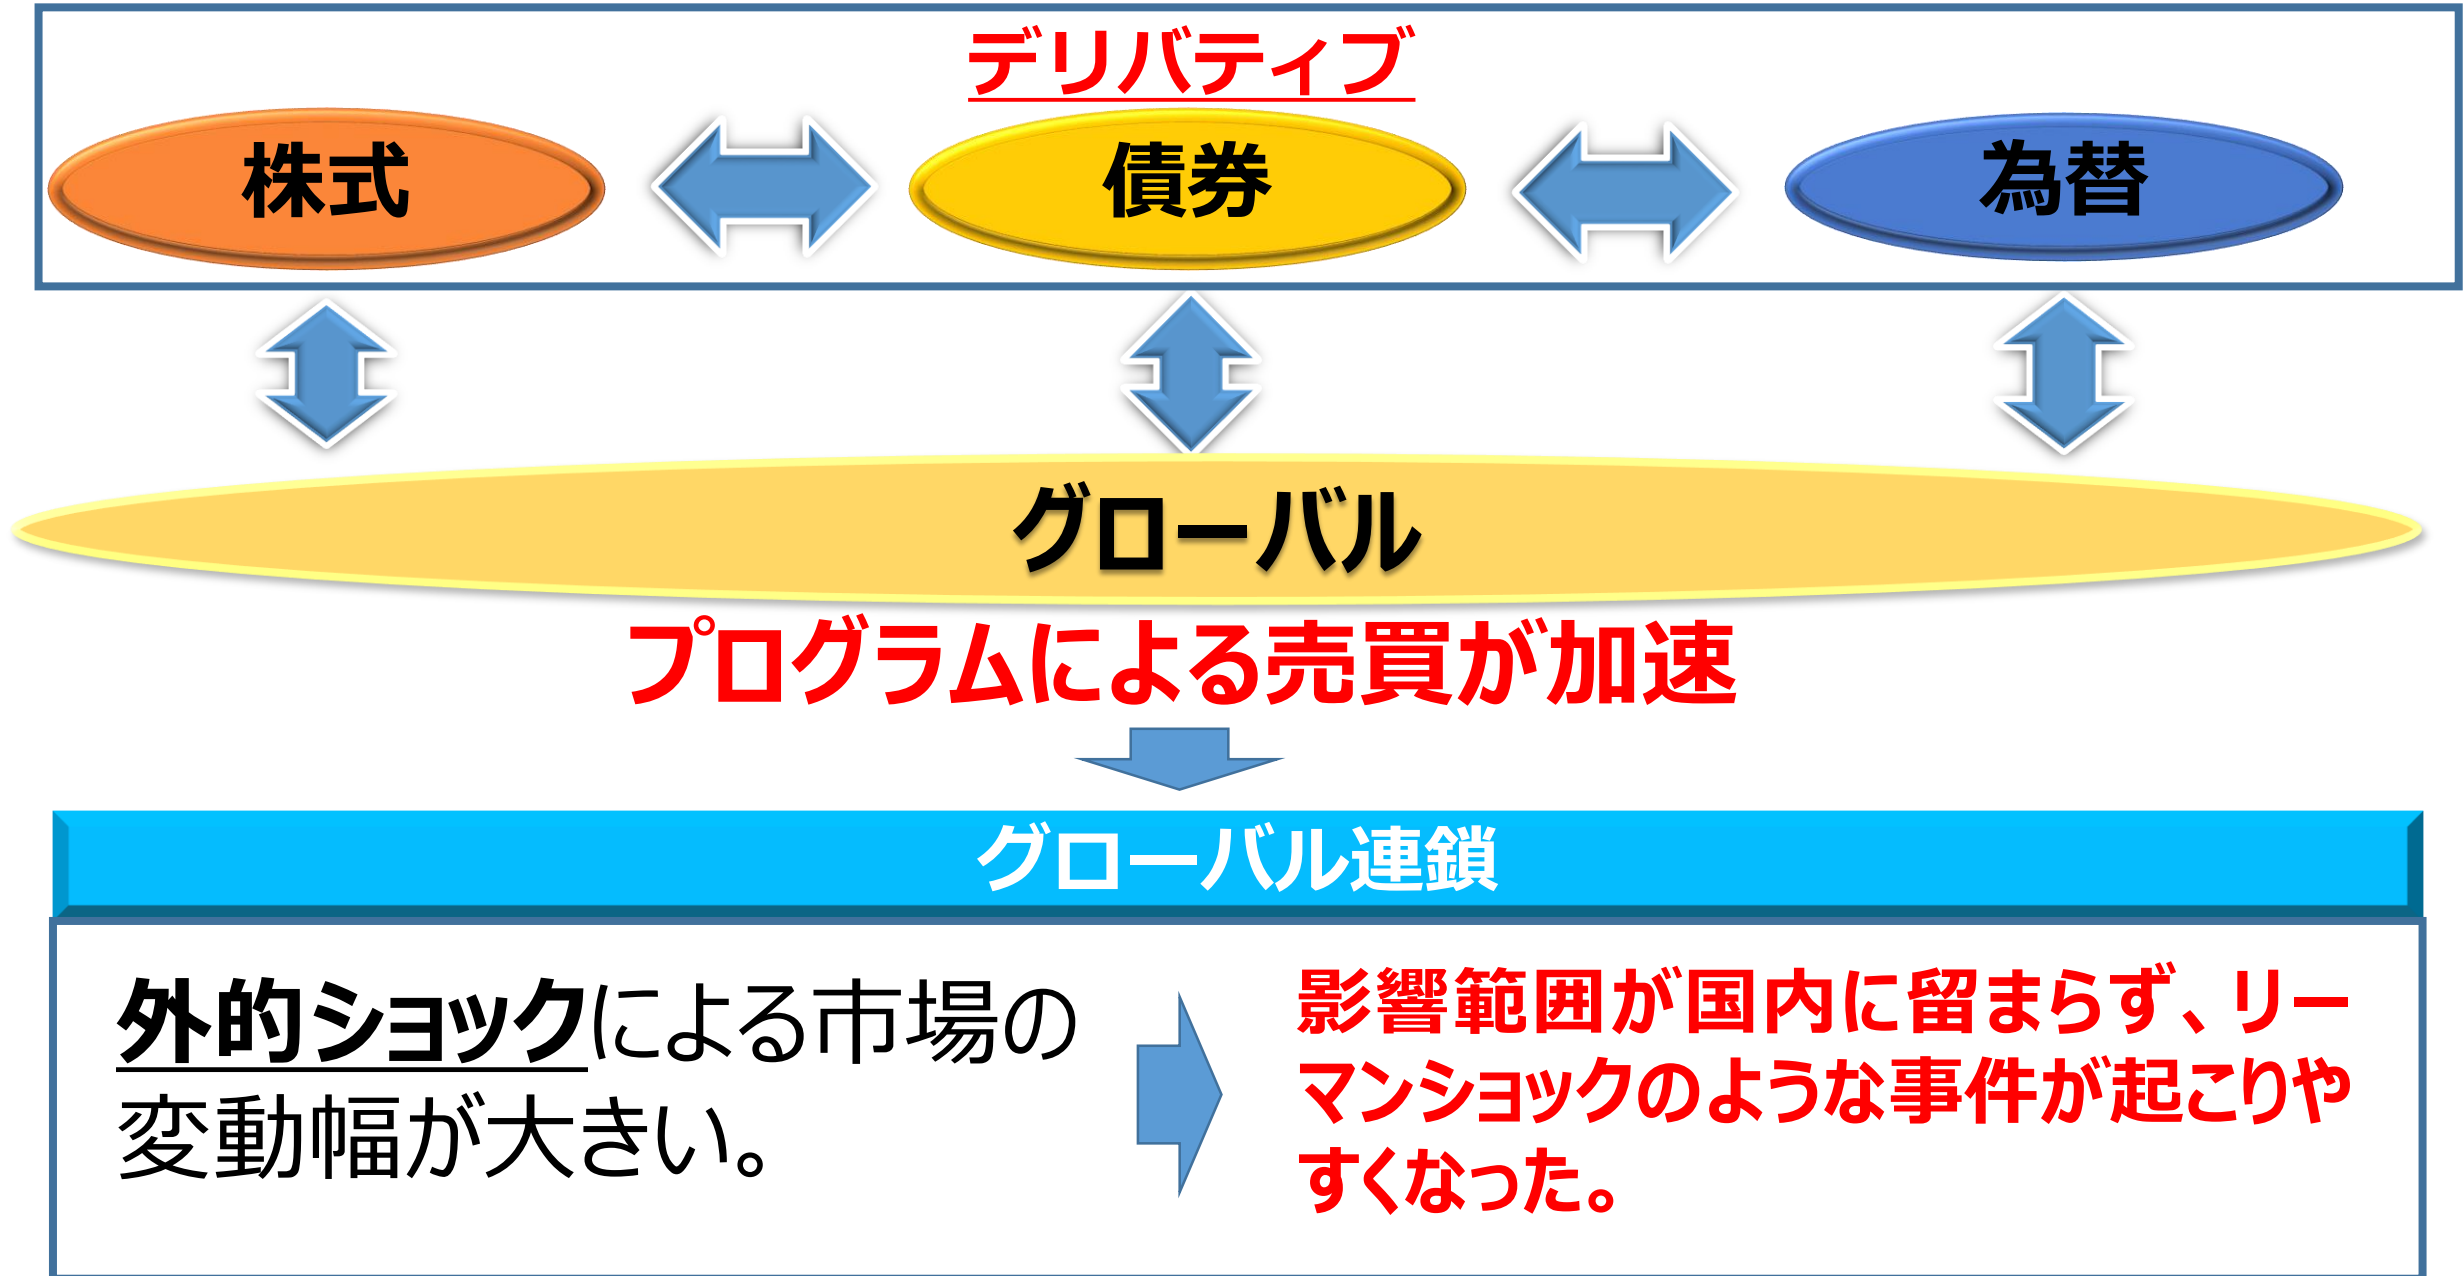 デリバティブ
株式
債券
為替
グローバル
プログラムによる売買が加速
グローバル連鎖
外的ショックによる市場の
変動幅が大きい。
影響範囲が国内に留まらず、リー
マンショックのような事件が起こりや
すくなった。